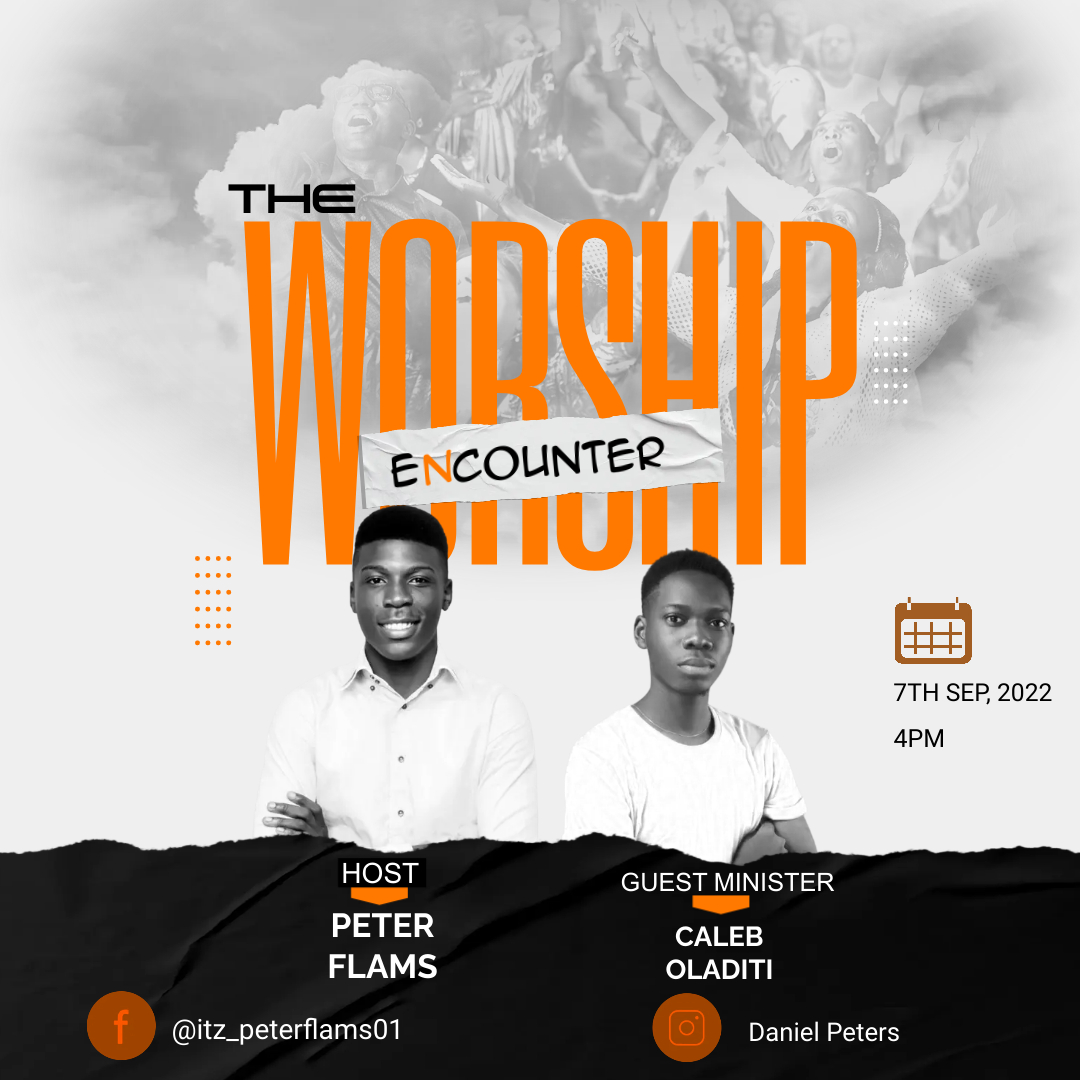 THE
WORSHIP
ENCOUNTER
7TH SEP, 2022
4PM
HOST
PETER
FLAMS
GUEST MINISTER
CALEB
OLADITI
@itz_peterflams01
Daniel Peters